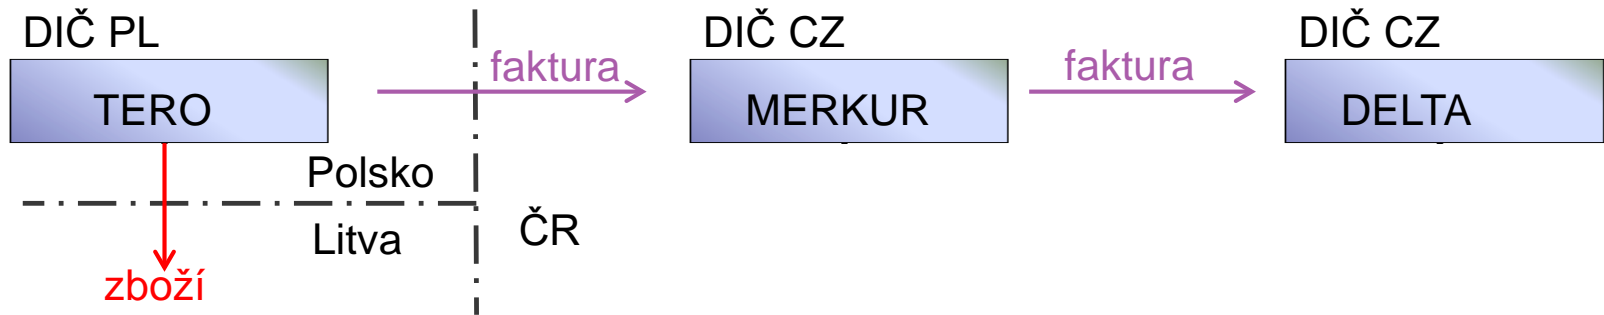 DIČ PL
DIČ CZ
DIČ CZ
faktura
faktura
TERO
MERKUR
DELTA
Polsko
Litva
ČR
zboží